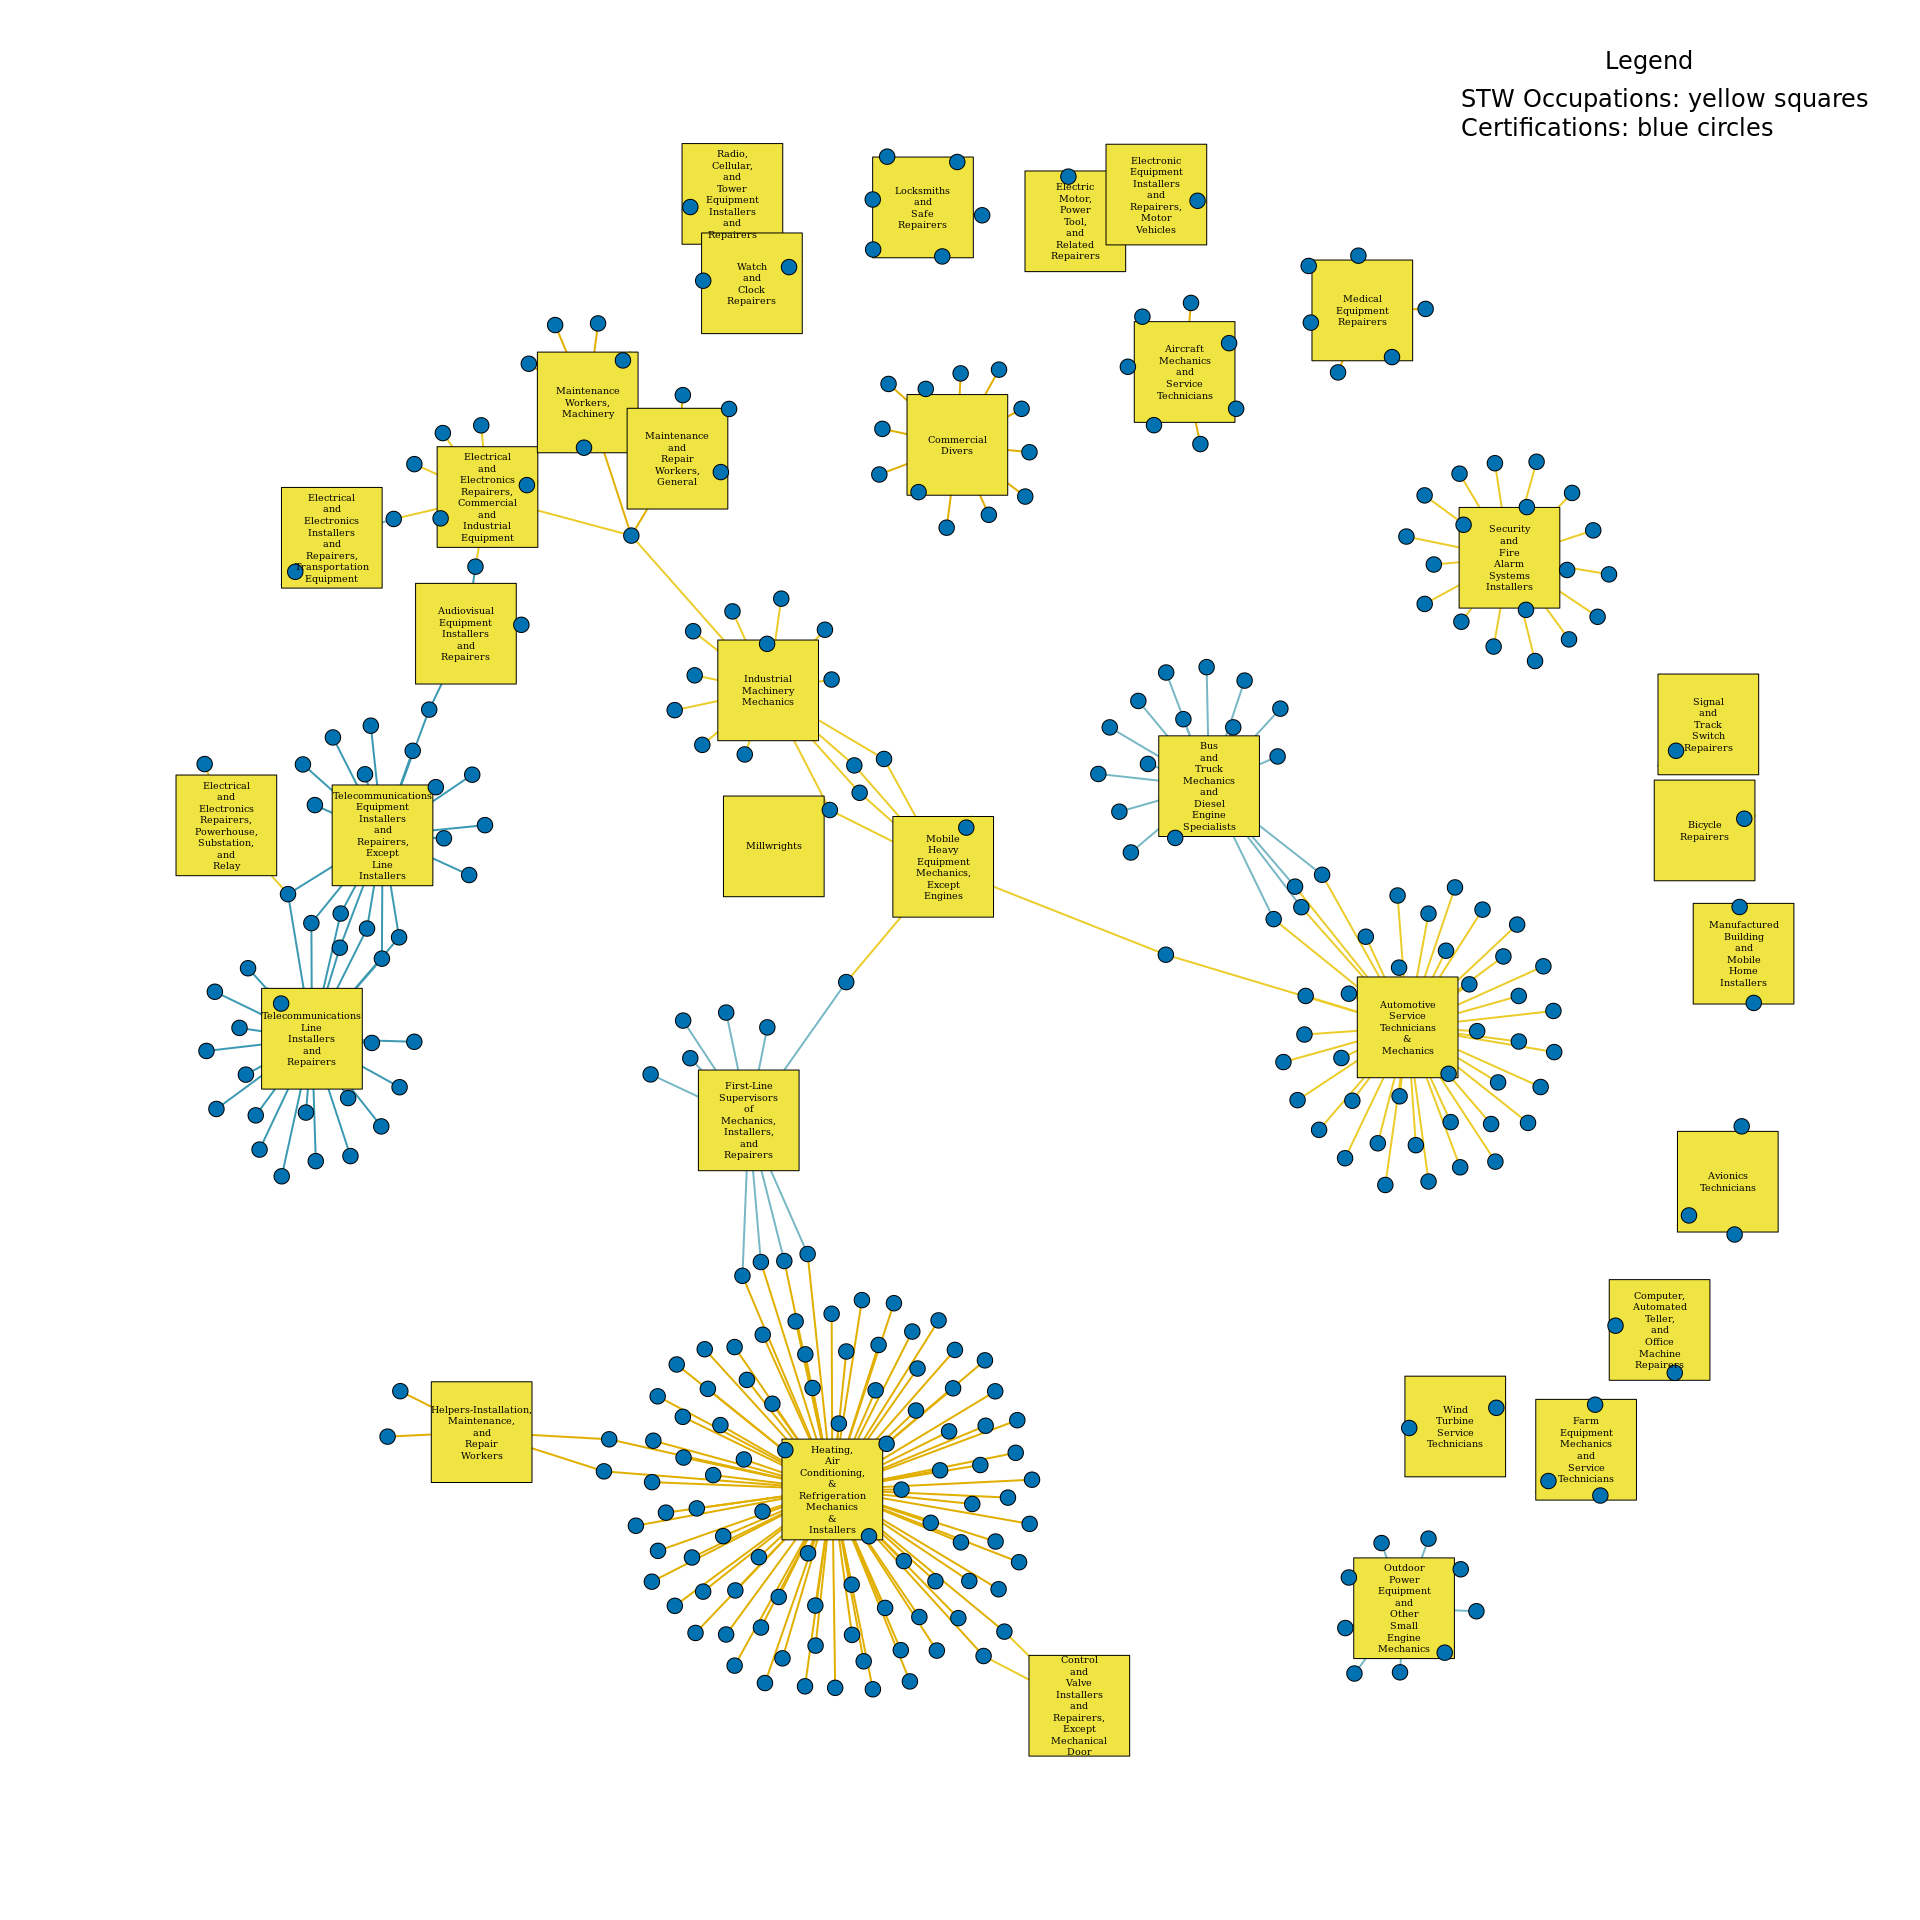 Legend
STW Occupations: yellow squares
Certifications: blue circles
Radio,
Cellular,
and
Tower
Equipment
Installers
and
Repairers
Watch
and
Clock
Repairers
Locksmiths
and
Safe
Repairers
Electric
Motor,
Power
Tool,
and
Related
Repairers
Electronic
Equipment
Installers
and
Repairers,
Motor
Vehicles
Medical
Equipment
Repairers
Aircraft
Mechanics
and
Service
Technicians
Maintenance
Workers,
Machinery
Maintenance
and
Repair
Workers,
General
Commercial
Divers
Electrical
and
Electronics
Repairers,
Commercial
and
Industrial
Equipment
Electrical
and
Electronics
Installers
and
Repairers,
Transportation
Equipment
Security
and
Fire
Alarm
Systems
Installers
Audiovisual
Equipment
Installers
and
Repairers
Industrial
Machinery
Mechanics
Signal
and
Track
Switch
Repairers
Bus
and
Truck
Mechanics
and
Diesel
Engine
Specialists
Electrical
and
Electronics
Repairers,
Powerhouse,
Substation,
and
Relay
Telecommunications
Equipment
Installers
and
Repairers,
Except
Line
Installers
Millwrights
Mobile
Heavy
Equipment
Mechanics,
Except
Engines
Bicycle
Repairers
Manufactured
Building
and
Mobile
Home
Installers
Telecommunications
Line
Installers
and
Repairers
Automotive
Service
Technicians
&
Mechanics
First-Line
Supervisors
of
Mechanics,
Installers,
and
Repairers
Avionics
Technicians
Computer,
Automated
Teller,
and
Office
Machine
Repairers
Helpers-Installation,
Maintenance,
and
Repair
Workers
Heating,
Air
Conditioning,
&
Refrigeration
Mechanics
&
Installers
Wind
Turbine
Service
Technicians
Farm
Equipment
Mechanics
and
Service
Technicians
Outdoor
Power
Equipment
and
Other
Small
Engine
Mechanics
Control
and
Valve
Installers
and
Repairers,
Except
Mechanical
Door